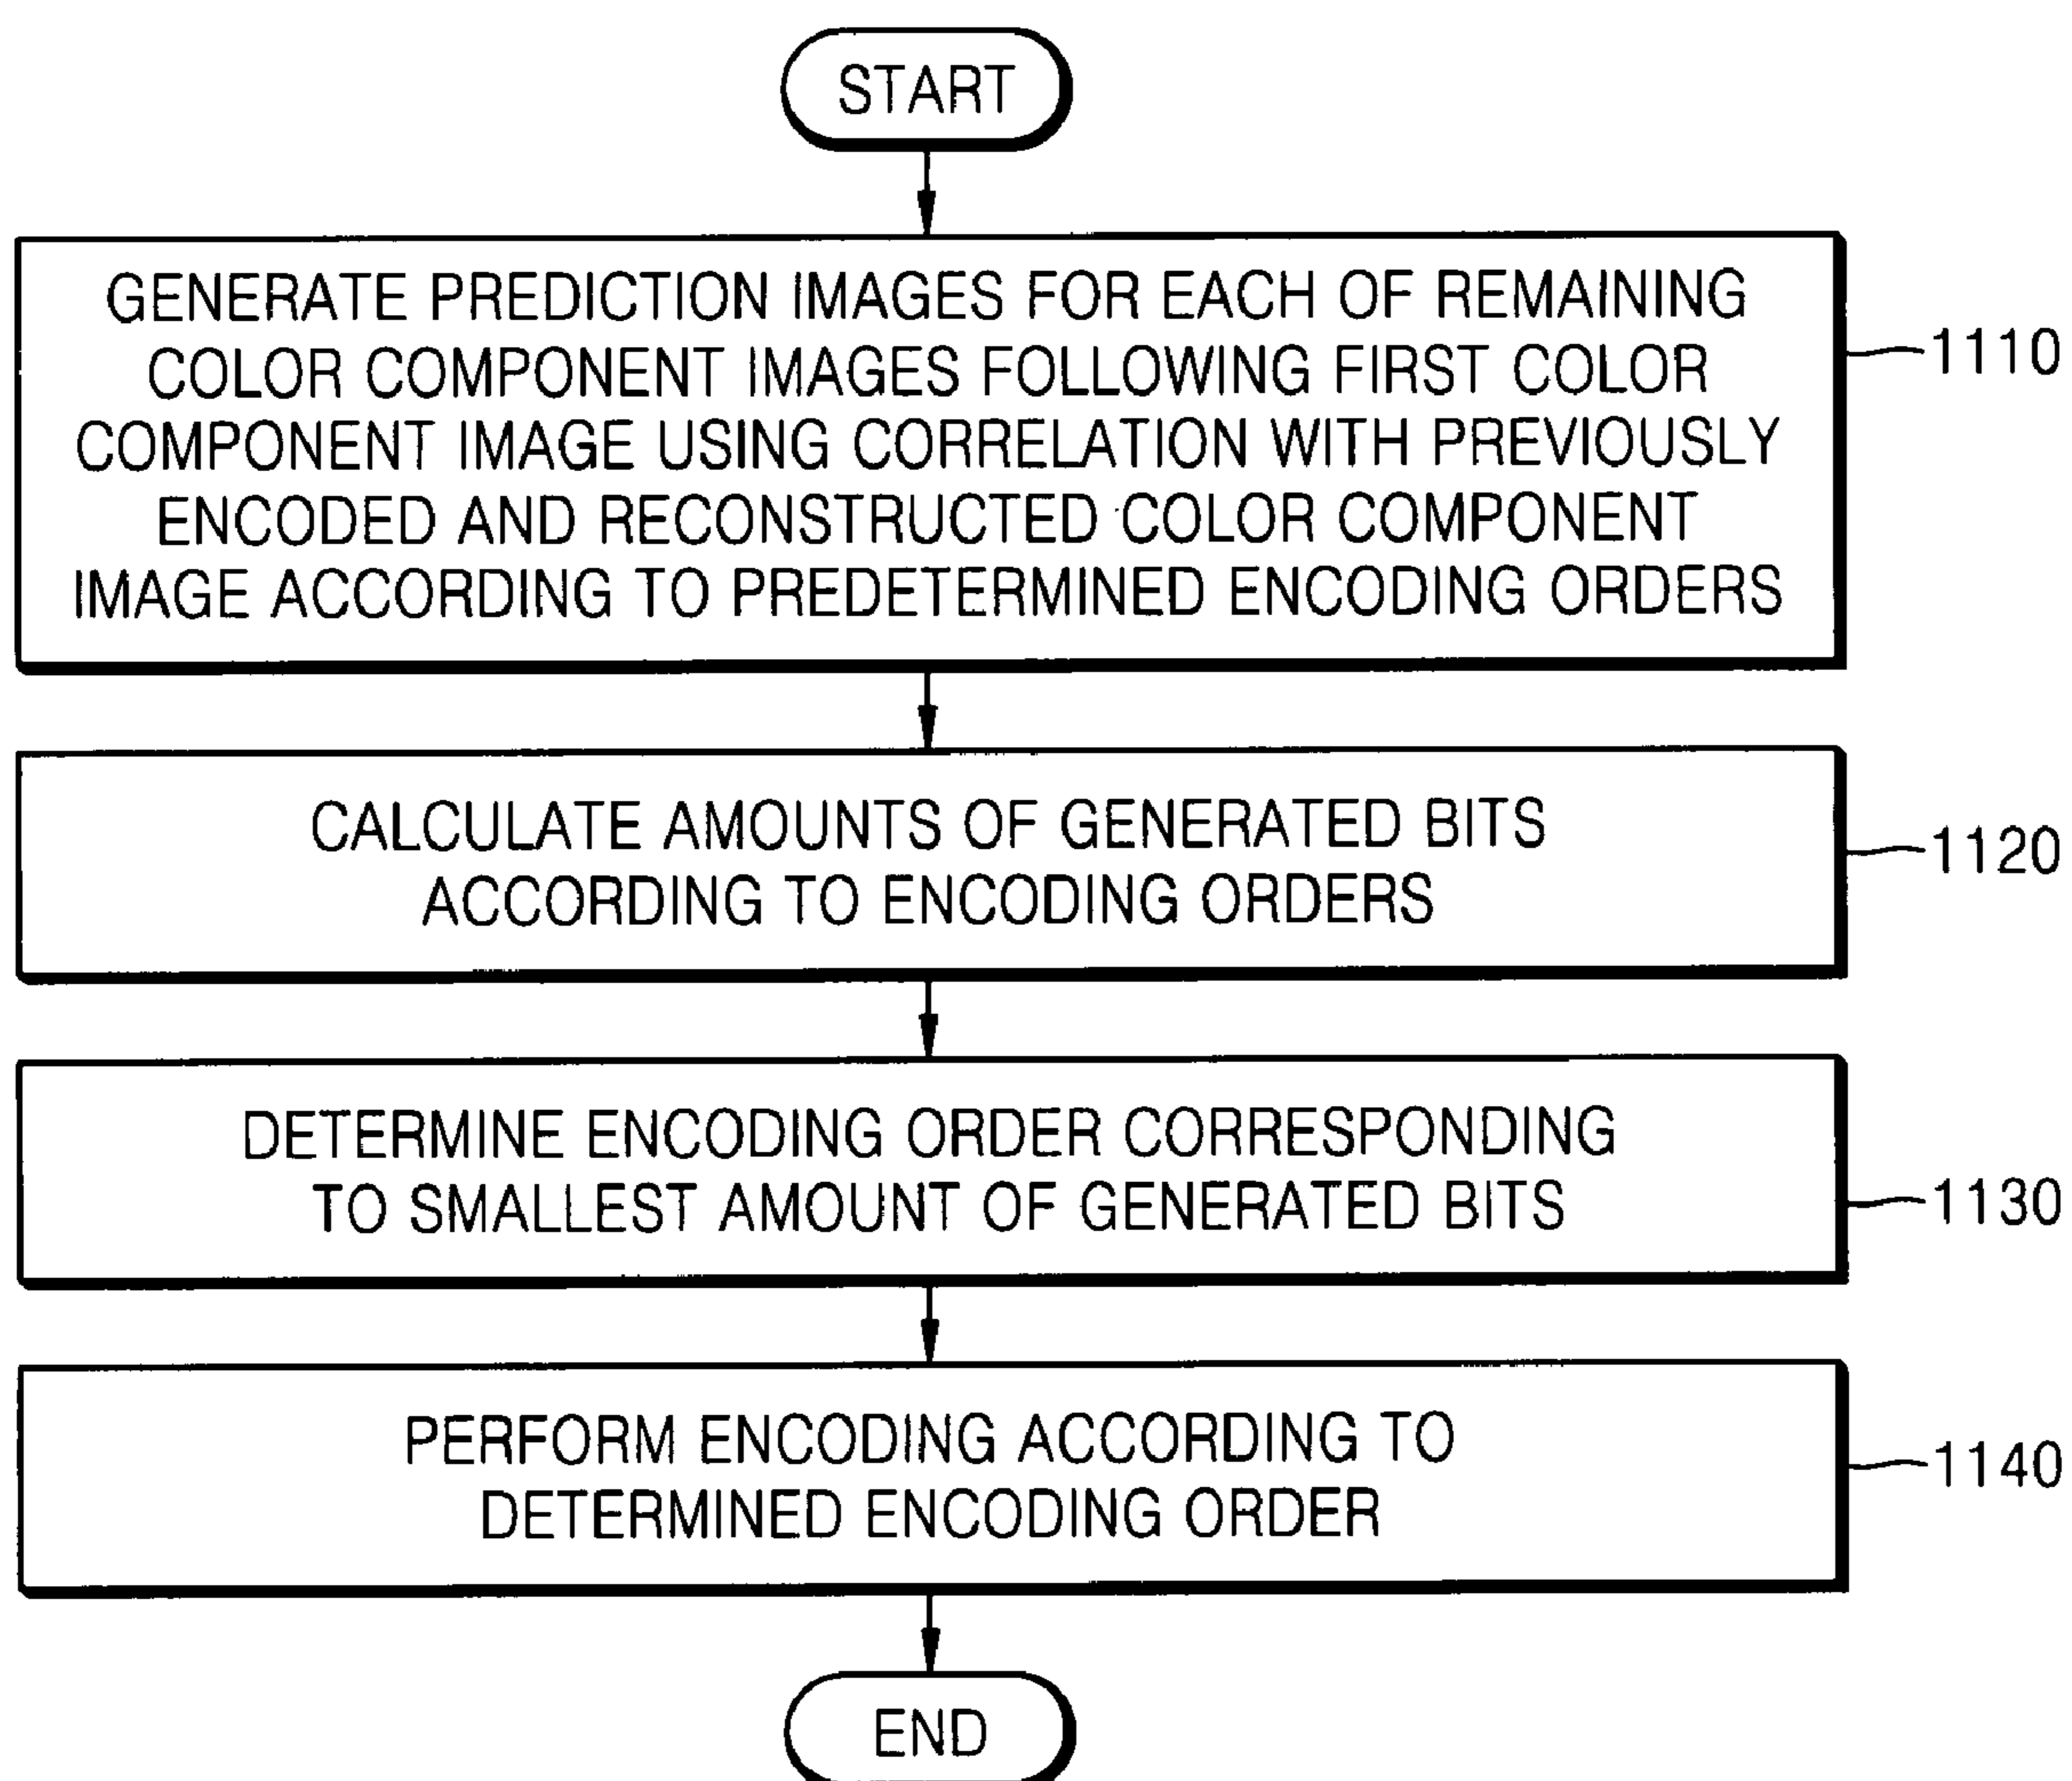 START
GENERATE PREDICTION IMAGES FOR EACH OF REMAINING
COLOR COMPONENT IMAGES FOLLOWING FIRST COLOR
COMPONENT IMAGE USING CORRELATION WITH PREVIOUSLY
ENCODED AND RECONSTRUCTED COLOR COMPONENT
IMAGE ACCORDING TO PREDETERMINED ENCODING ORDERS
1110
CALCULATE AMOUNTS OF GENERATED BITS
ACCORDING TO ENCODING ORDERS
1120
DETERMINE ENCODING ORDER CORRESPONDING
TO SMALLEST AMOUNT OF GENERATED BITS
1130
PERFORM ENCODING ACCORDING TO
DETERMINED ENCODING ORDER
1140
END